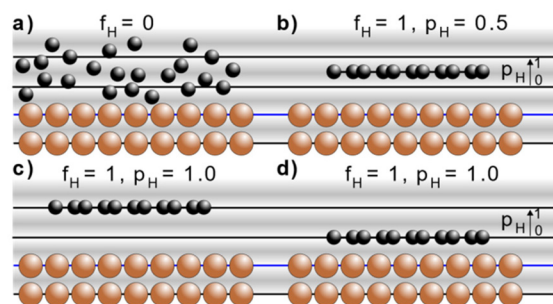 a) f_H = 0
b) f_H = 1, p_H = 0.5
p_H 1 0
c) f_H = 1, p_H = 1.0
d) f_H = 1, p_H = 1.0
p_H 1 0